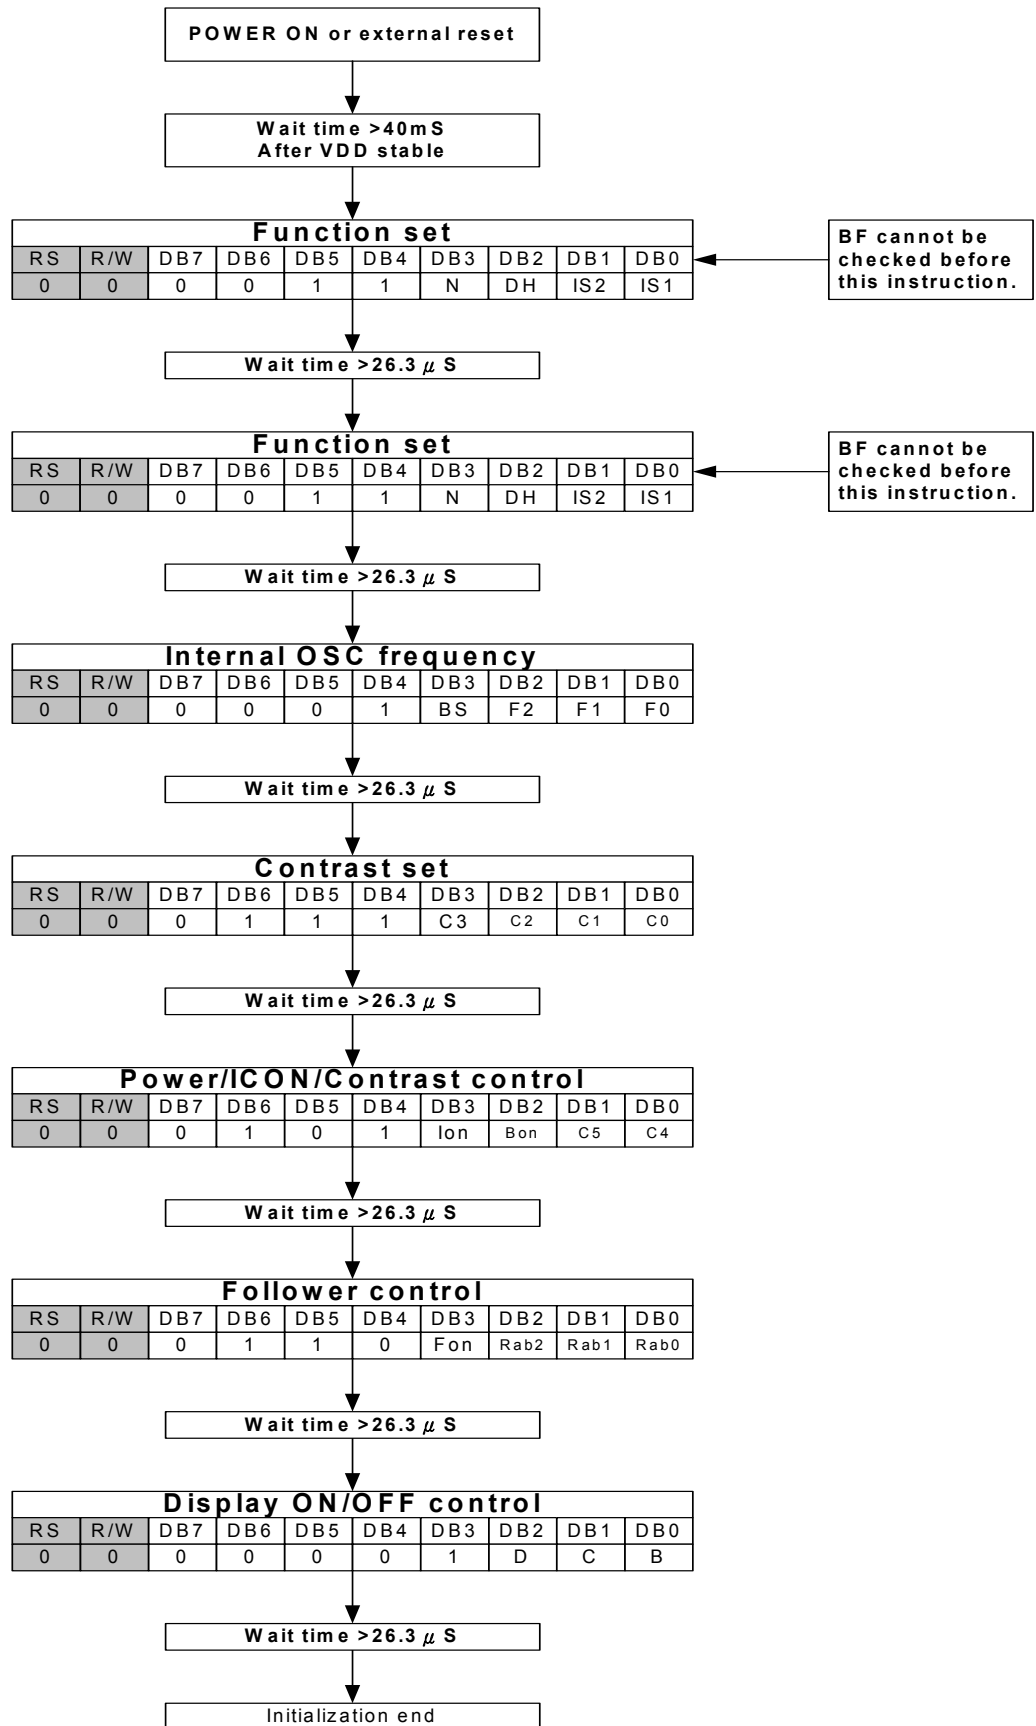 POWER ON or external reset
Wait time >40mS
After VDD stable
Function set
RS R/W DB7 DB6 DB5 DB4 DB3 DB2 DB1 DB0
0 0 0 0 1 1 N DH IS2 IS1
BF cannot be
checked before
this instruction.
Wait time >26.3 μ S
Function set
RS R/W DB7 DB6 DB5 DB4 DB3 DB2 DB1 DB0
0 0 0 0 1 1 N DH IS2 IS1
BF cannot be
checked before
this instruction.
Wait time >26.3 μ S
Internal OSC frequency
RS R/W DB7 DB6 DB5 DB4 DB3 DB2 DB1 DB0
0 0 0 0 0 1 BS F2 F1 F0
Wait time >26.3 μ S
Contrast set
RS R/W DB7 DB6 DB5 DB4 DB3 DB2 DB1 DB0
0 0 0 1 1 1 C3 C2 C1 C0
Wait time >26.3 μ S
Power/ICON/Contrast control
RS R/W DB7 DB6 DB5 DB4 DB3 DB2 DB1 DB0
0 0 0 1 0 1 Ion Bon C5 C4
Wait time >26.3 μ S
Follower control
RS R/W DB7 DB6 DB5 DB4 DB3 DB2 DB1 DB0
0 0 0 1 1 0 Fon Rab2 Rab1 Rab0
Wait time >26.3 μ S
Display ON/OFF control
RS R/W DB7 DB6 DB5 DB4 DB3 DB2 DB1 DB0
0 0 0 0 0 0 1 D C B
Wait time >26.3 μ S
Initialization end